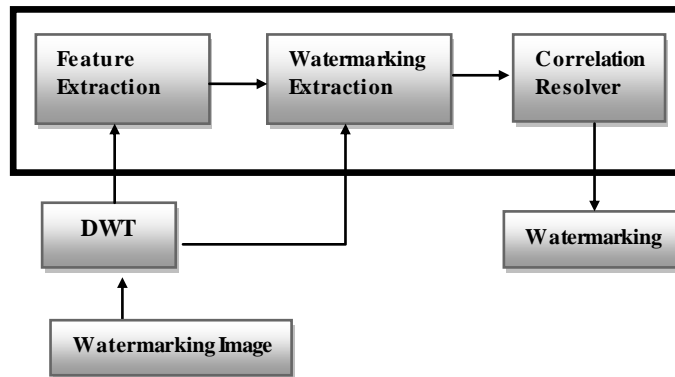 Feature
Extraction
Watermarking
Extraction
Correlation
Resolver
DWT
Watermarking
Watermarking Image